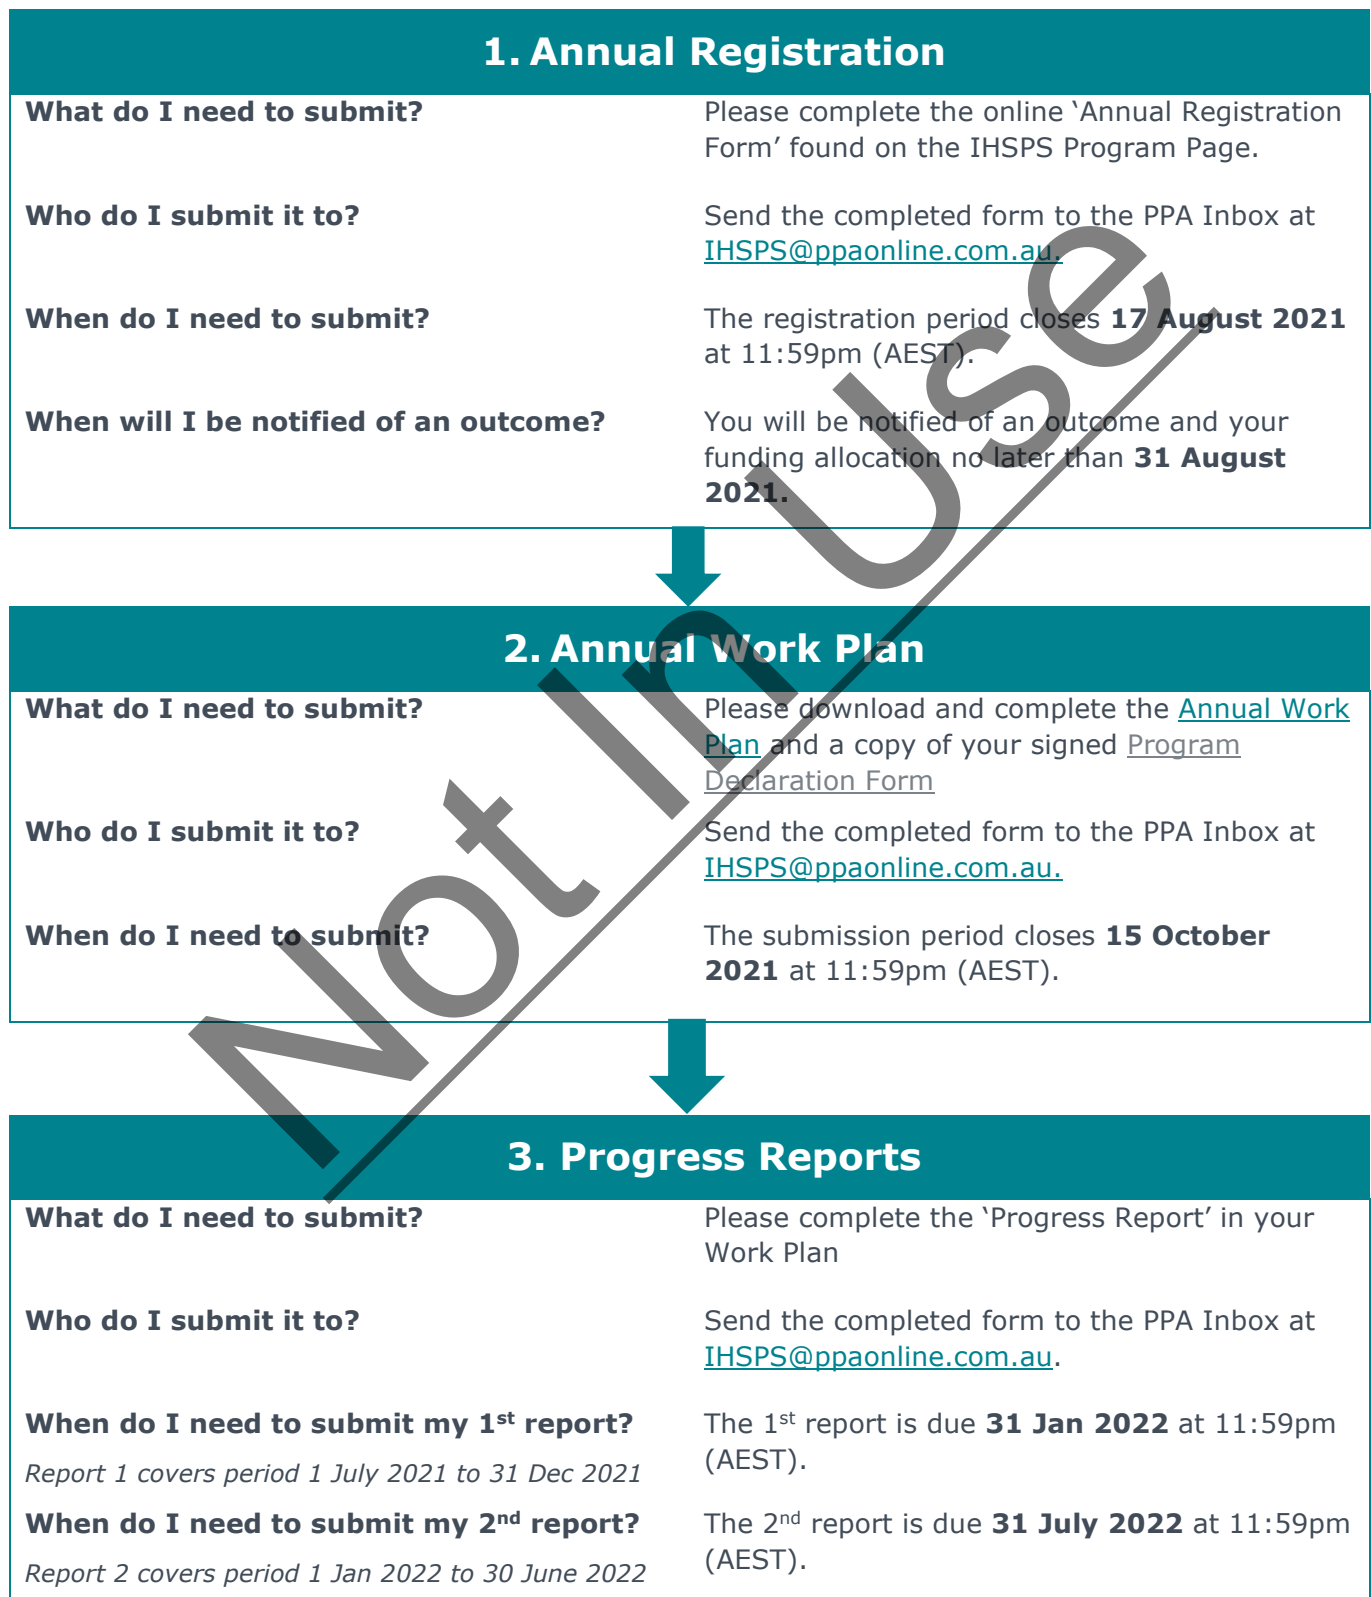 1. Annual Registration
What do I need to submit?
Please complete the online ‘Annual Registration
Form’ found on the IHSPS Program Page.
Who do I submit it to?
Send the completed form to the PPA Inbox at
IHSPS@ppaonline.com.au.
When do I need to submit?
The registration period closes 17 August 2021
at 11:59pm (AEST).
When will I be notified of an outcome?
You will be notified of an outcome and your
funding allocation no later than 31 August
2021.
2. Annual Work Plan
What do I need to submit?
Please download and complete the Annual Work
Plan and a copy of your signed Program
Declaration Form
Who do I submit it to?
Send the completed form to the PPA Inbox at
IHSPS@ppaonline.com.au.
When do I need to submit?
The submission period closes 15 October
2021 at 11:59pm (AEST).
3. Progress Reports
What do I need to submit?
Please complete the ‘Progress Report’ in your
Work Plan
Who do I submit it to?
Send the completed form to the PPA Inbox at
IHSPS@ppaonline.com.au.
When do I need to submit my 1st report?
Report 1 covers period 1 July 2021 to 31 Dec 2021
The 1st report is due 31 Jan 2022 at 11:59pm
(AEST).
When do I need to submit my 2nd report?
Report 2 covers period 1 Jan 2022 to 30 June 2022
The 2nd report is due 31 July 2022 at 11:59pm
(AEST).
Not In Use